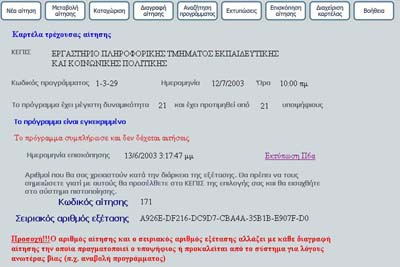 Νέα αίτηση
Μεταβολή αίτησης
Καταχώριση
Διαγραφή αίτησης
Αναζήτηση προγράμματος
Εκτυπώσεις
Επισκόπηση αίτησης
Διαχείριση καρτέλας
Βοήθεια
Καρτέλα τρέχουσας αίτησης
ΚΕΠΙΣ ΕΡΓΑΣΤΗΡΙΟ ΠΛΗΡΟΦΟΡΙΚΗΣ ΤΜΗΜΑΤΟΣ ΕΚΠΑΙΔΕΥΤΙΚΗΣ
ΚΑΙ ΚΟΙΝΩΝΙΚΗΣ ΠΟΛΙΤΙΚΗΣ
Κωδικός προγράμματος 1-3-29 Ημερομηνία 12/7/2003 Ώρα 10:00 πμ
Το πρόγραμμα έχει μέγιστη δυναμικότητα 21 και έχει προτιμηθεί από 21 υποψήφιους
Το πρόγραμμα είναι εγκεκριμένο
Το πρόγραμμα συμπλήρωσε και δεν δέχεται αιτήσεις
Ημερομηνία επισκόπησης 13/6/2003 3:17:47 μμ Εκτύπωση Π6α
Αριθμοί που θα σας χρειαστούν κατά την διάρκεια της εξέτασης. Θα πρέπει να τους
σημειώσετε γιατί με αυτούς θα προσέλθετε στο ΚΕΠΙΣ της επιλογής σας και θα εισαχθείτε
στο σύστημα πιστοποίησης.
Κωδικός αίτησης 171
Σειριακός αριθμός εξέτασης A926E-DF216-DC9D7-CBA4A-35B1B-E907F-D0
Προσοχή!!!Ο αριθμός αίτησης και ο σειριακός αριθμός εξέτασης αλλάζει με κάθε διαγραφή
αίτησης την οποία πραγματοποιεί ο υποψήφιος ή προκαλείται από το σύστημα για λόγους
ανωτέρας βίας (π.χ. αναβολή προγράμματος)